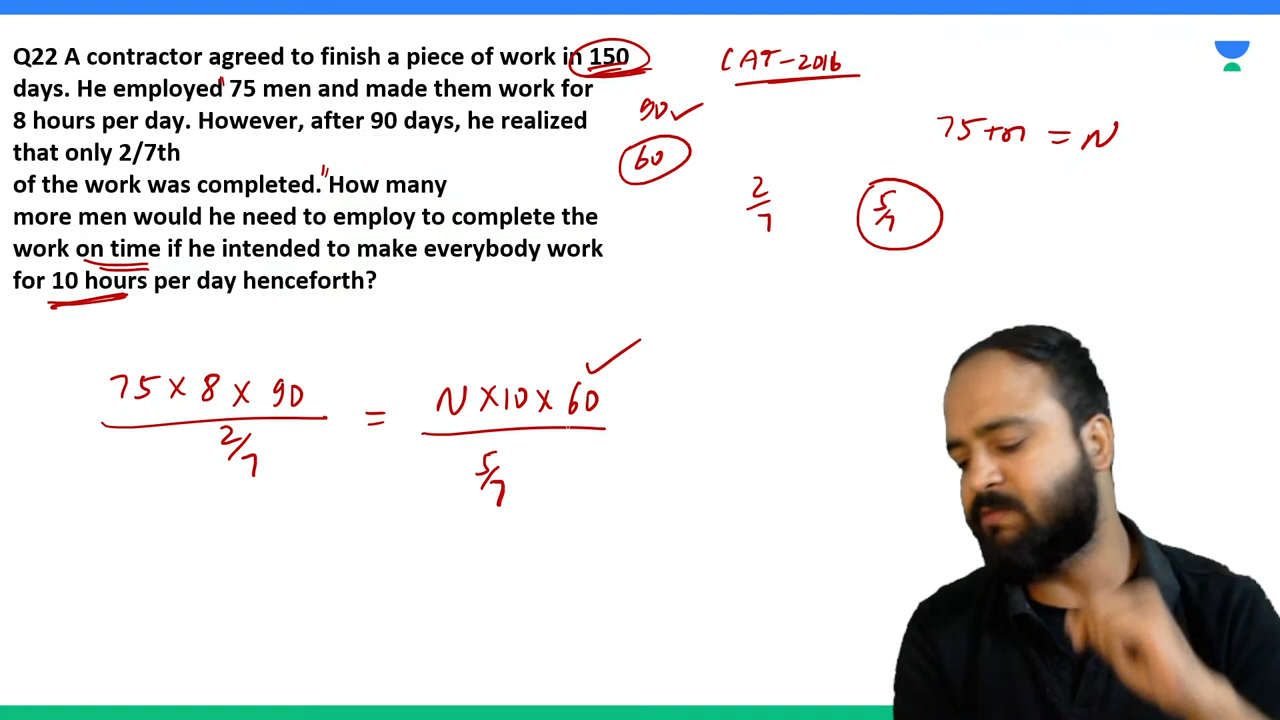 Q22 A contractor agreed to finish a piece of work in 150
days. He employed 75 men and made them work for
8 hours per day. However, after 90 days, he realized
that only 2/7th
of the work was completed. How many
more men would he need to employ to complete the
work on time if he intended to make everybody work
for 10 hours per day henceforth?
CAT-2016
90 ✓
60
75+m = N
2/7
5/7
75 × 8 × 90 / 2/7 = N × 10 × 60 / 5/7 ✓